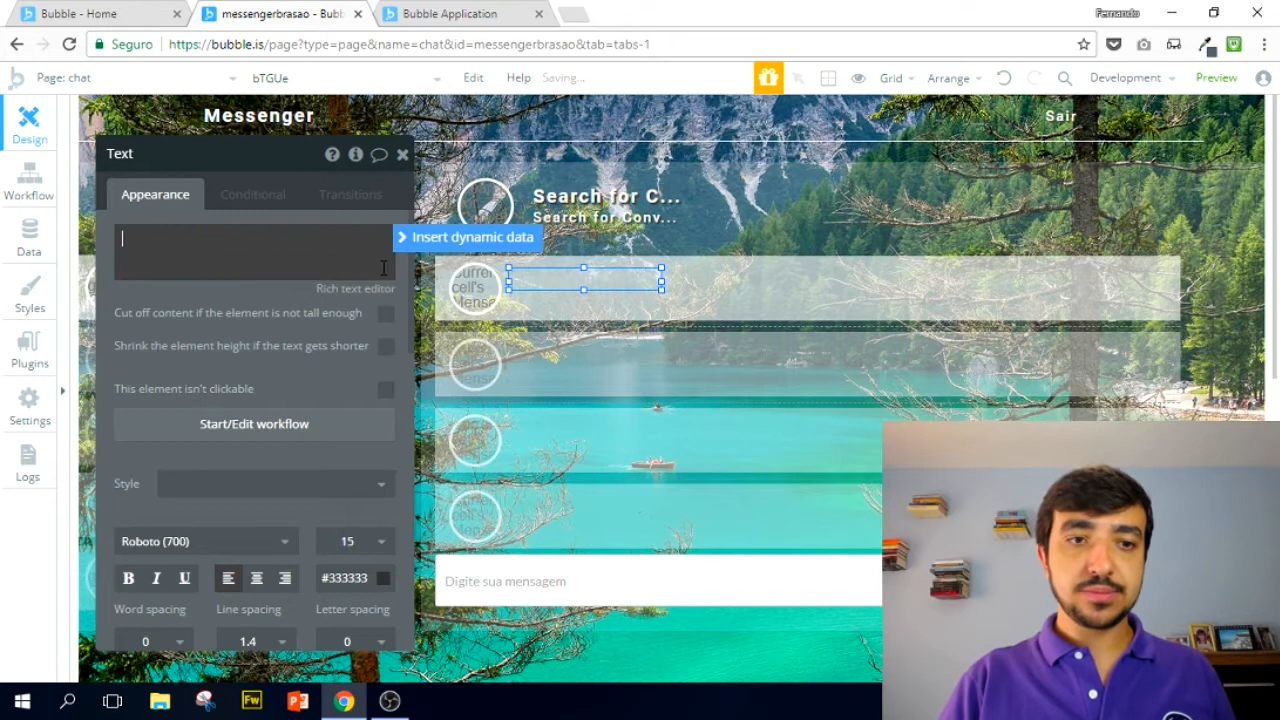 Bubble - Home
messengerbrasao - Bubb
Bubble Application
Fernando
Seguro
https://bubble.is/page?type=page&name=chat&id=messengerbrasao&tab=tabs-1
Page: chat
bTGUe
Edit
Help
Saving...
Grid
Arrange
Development
Preview
Design
Workflow
Data
Styles
Plugins
Settings
Logs
Messenger
Sair
Text
Appearance
Conditional
Transitions
Insert dynamic data
Rich text editor
Cut off content if the element is not tall enough
Shrink the element height if the text gets shorter
This element isn't clickable
Start/Edit workflow
Style
Roboto (700)
15
B I U
#333333
Word spacing
Line spacing
Letter spacing
0
1.4
0
Search for C...
Search for Conv...
cell's
Mensa
Digite sua mensagem
Fw